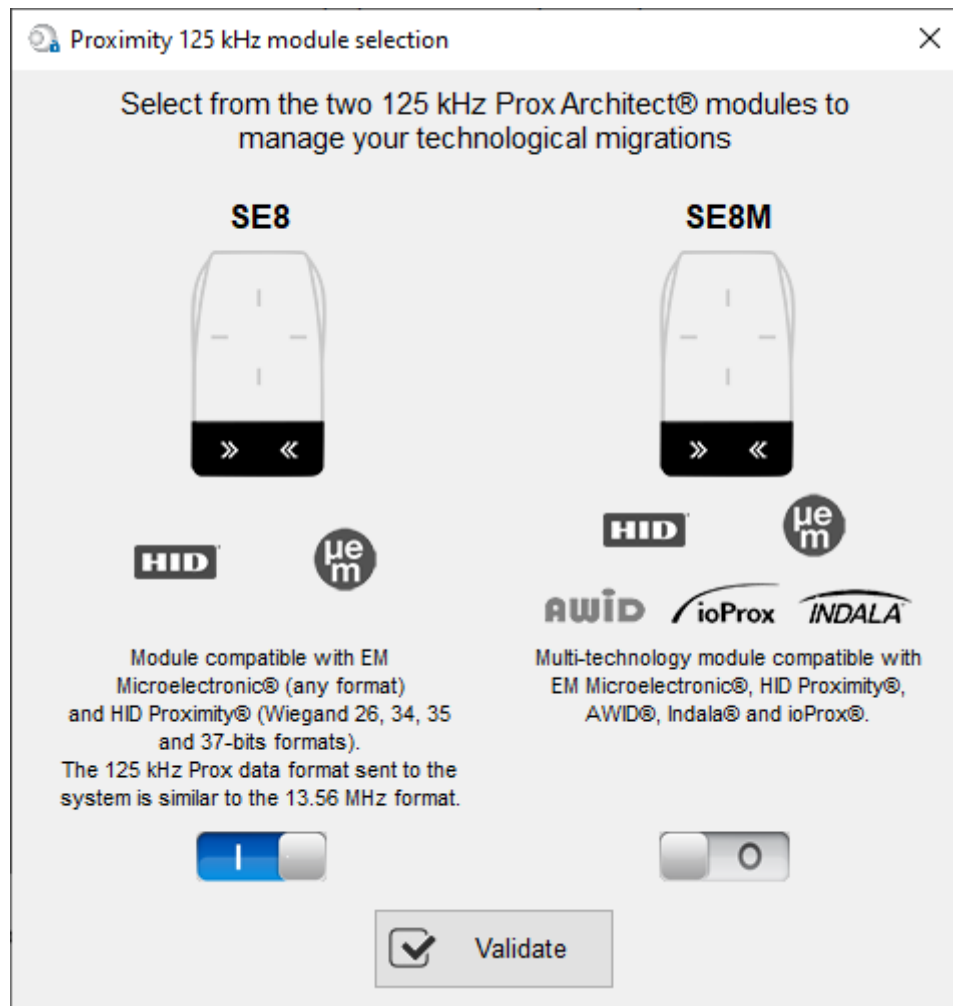 Proximity 125 kHz module selection
Select from the two 125 kHz Prox Architect® modules to
manage your technological migrations
SE8
SE8M
HID
µe
m
HID
µe
m
AWiD
ioProx
INDALA
Module compatible with EM
Microelectronic® (any format)
and HID Proximity® (Wiegand 26, 34, 35
and 37-bits formats).
The 125 kHz Prox data format sent to the
system is similar to the 13.56 MHz format.
Multi-technology module compatible with
EM Microelectronic®, HID Proximity®,
AWID®, Indala® and ioProx®.
I
O
Validate